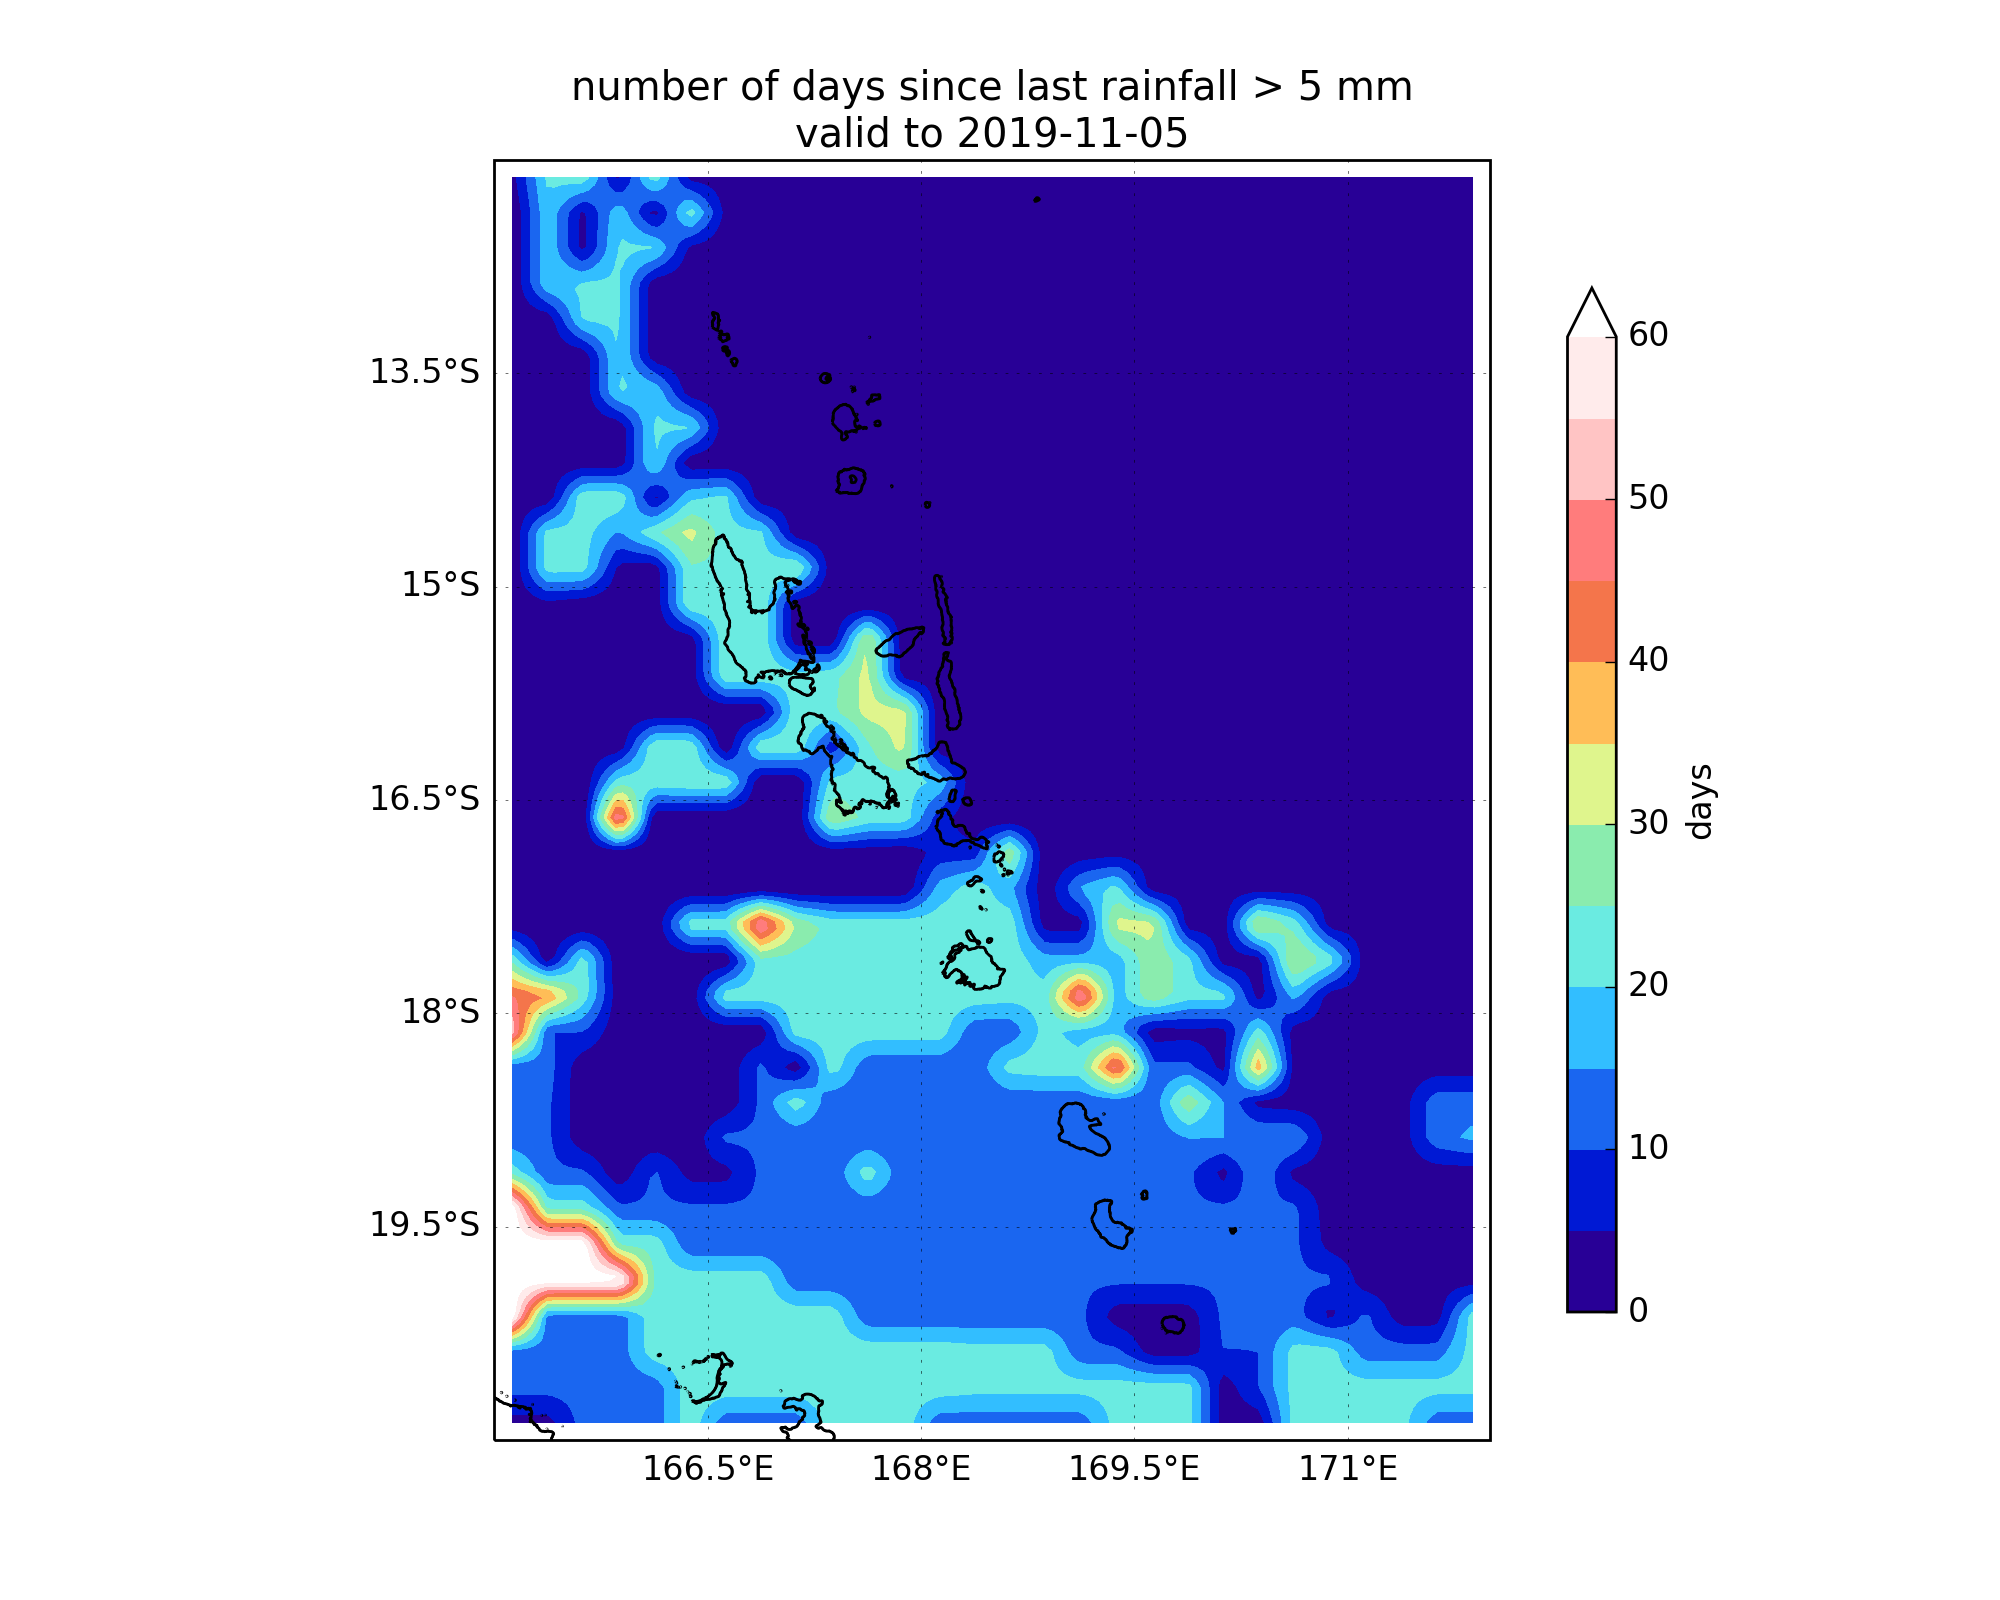 number of days since last rainfall > 5 mm
valid to 2019-11-05
13.5°S
15°S
16.5°S
18°S
19.5°S
166.5°E
168°E
169.5°E
171°E
60
50
40
30
20
10
0
days